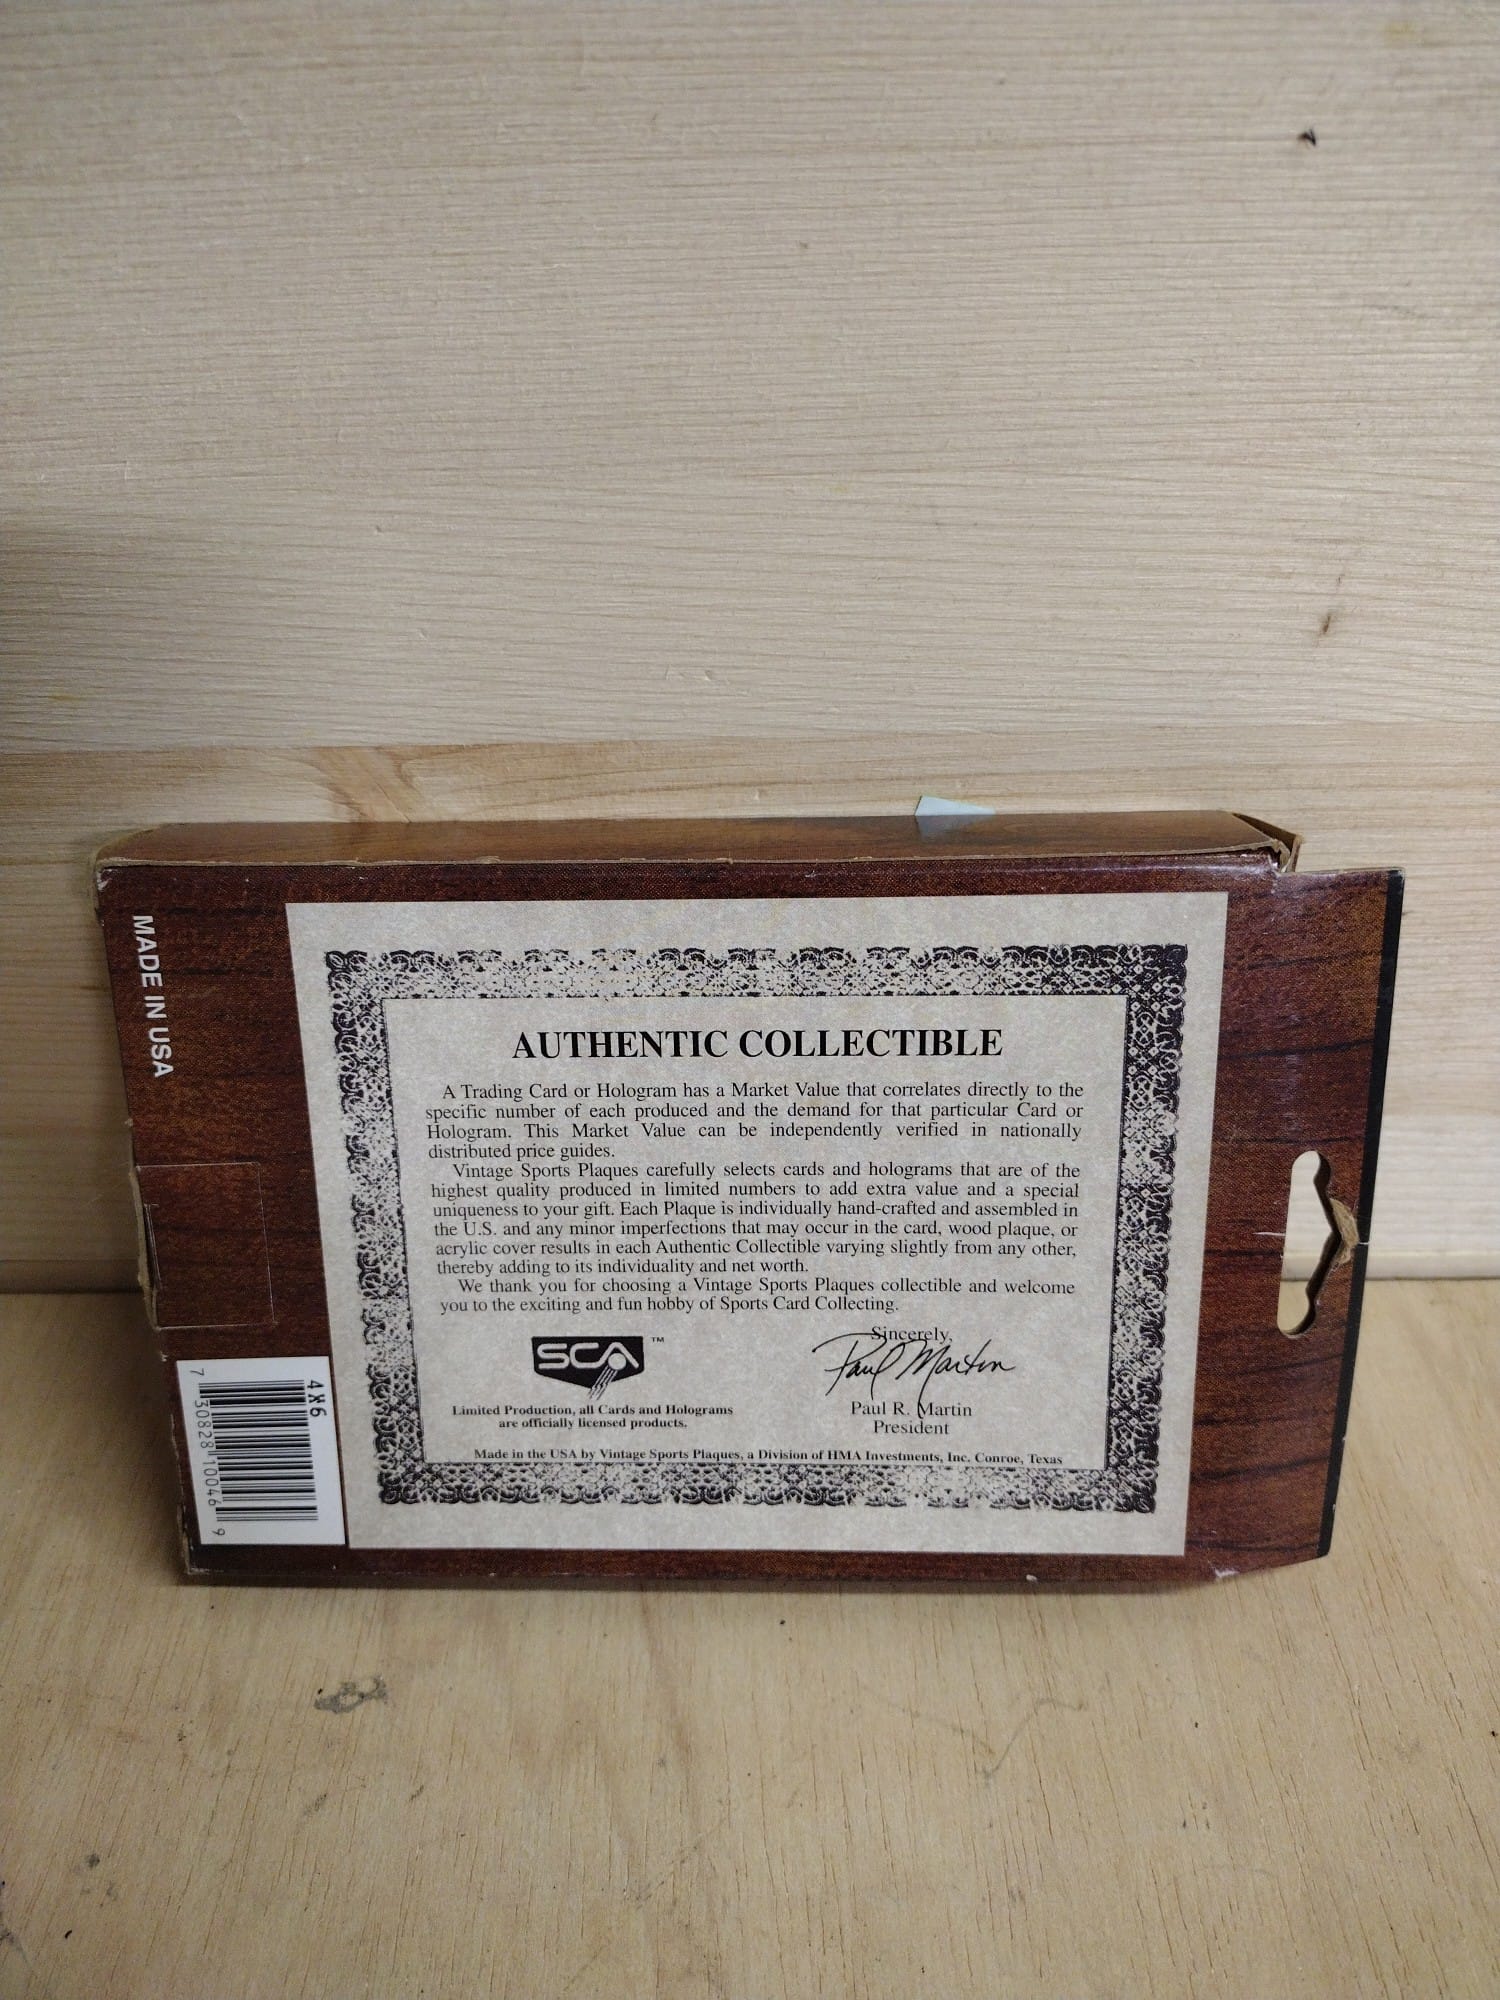 MADE IN USA
AUTHENTIC COLLECTIBLE
A Trading Card or Hologram has a Market Value that correlates directly to the
specific number of each produced and the demand for that particular Card or
Hologram. This Market Value can be independently verified in nationally
distributed price guides.
Vintage Sports Plaques carefully selects cards and holograms that are of the
highest quality produced in limited numbers to add extra value and a special
uniqueness to your gift. Each Plaque is individually hand-crafted and assembled in
the U.S. and any minor imperfections that may occur in the card, wood plaque, or
acrylic cover results in each Authentic Collectible varying slightly from any other,
thereby adding to its individuality and net worth.
We thank you for choosing a Vintage Sports Plaques collectible and welcome
you to the exciting and fun hobby of Sports Card Collecting.
SCA ™
Limited Production, all Cards and Holograms
are officially licensed products.
Sincerely,
Paul Martin
Paul R. Martin
President
Made in the USA by Vintage Sports Plaques, a Division of HMA Investments, Inc. Conroe, Texas
4X6
7 30828 10046 9